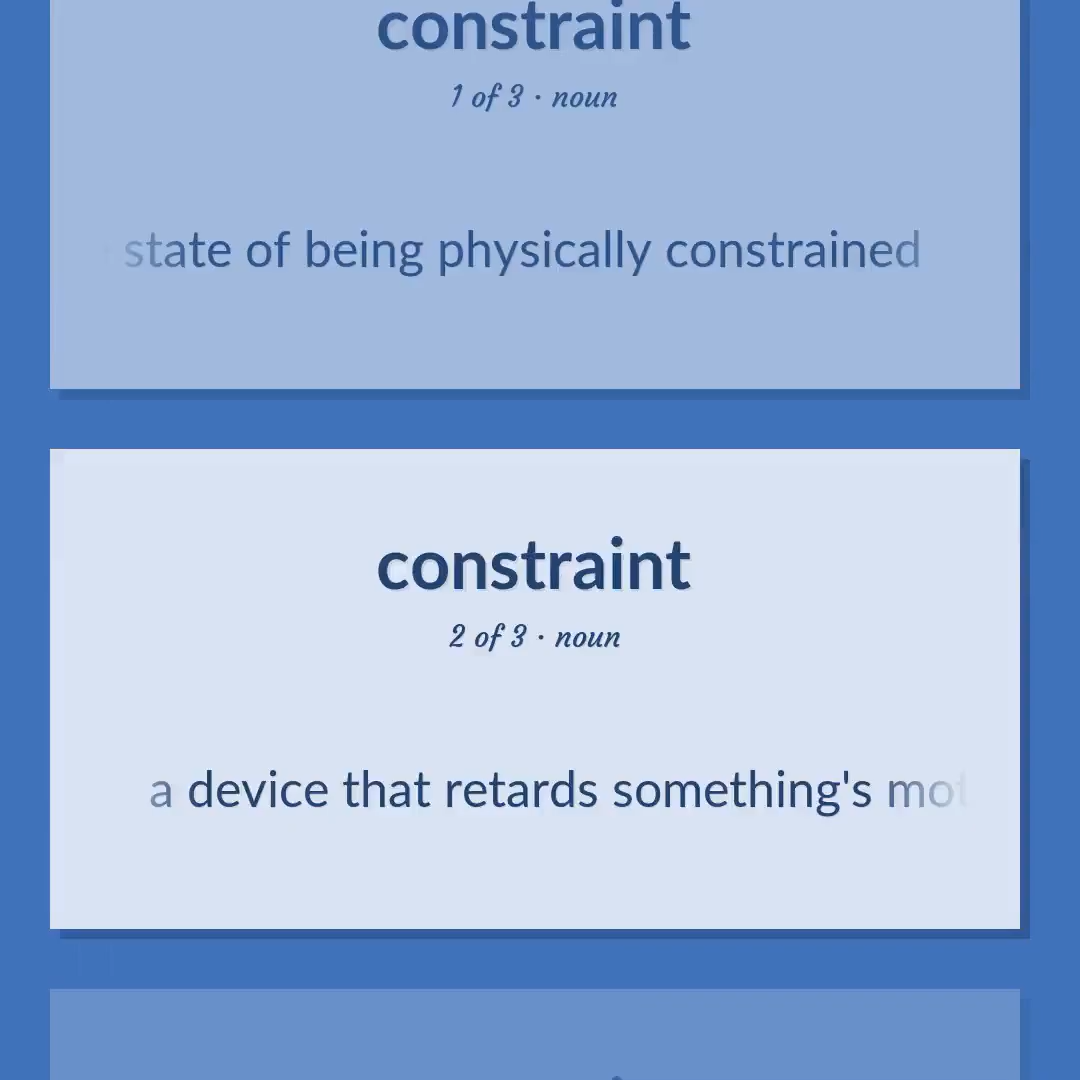 constraint
1 of 3 · noun
state of being physically constrained
constraint
2 of 3 · noun
a device that retards something's mot